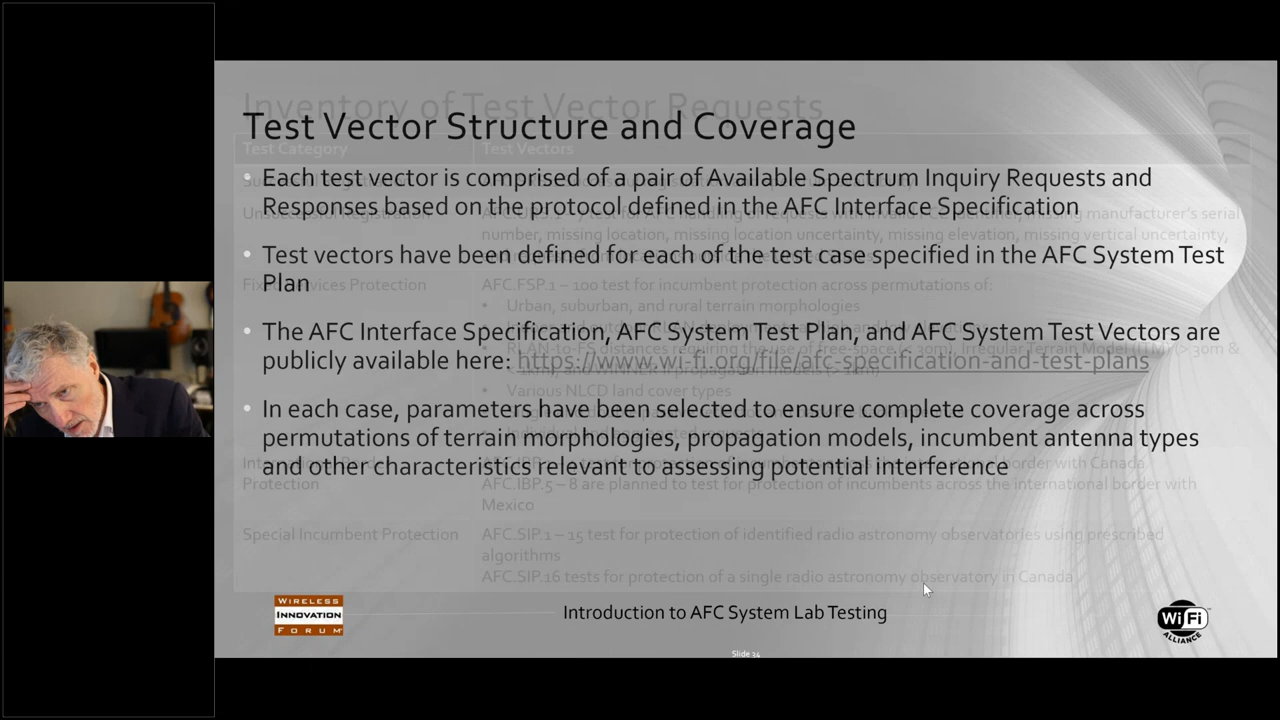 Inventory of Test Vector Requests
Test Vector Structure and Coverage
Test Category
Test Vectors
• Each test vector is comprised of a pair of Available Spectrum Inquiry Requests and
Responses based on the protocol defined in the AFC Interface Specification
Unsuccessful Registration
manufacturer's serial
number, missing location, missing location uncertainty, missing elevation, missing vertical uncertainty,
• Test vectors have been defined for each of the test case specified in the AFC System Test
Plan
Fixed Services Protection
AFC.FSP.1 – 100 test for incumbent protection across permutations of:
• Urban, suburban, and rural terrain morphologies
• The AFC Interface Specification, AFC System Test Plan, and AFC System Test Vectors are
publicly available here: https://www.wi-fi.org/file/afc-specification-and-test-plans
• Various NLCD land cover types
• In each case, parameters have been selected to ensure complete coverage across
permutations of terrain morphologies, propagation models, incumbent antenna types
and other characteristics relevant to assessing potential interference
border with Canada
Protection
AFC.IBP.5 – 8 are planned to test for protection of incumbents across the international border with
Mexico
Special Incumbent Protection
AFC.SIP.1 – 15 test for protection of identified radio astronomy observatories using prescribed
algorithms
AFC.SIP.16 tests for protection of a single radio astronomy observatory in Canada
WIRELESS
INNOVATION
FORUM
Introduction to AFC System Lab Testing
Wi Fi
ALLIANCE
Slide 34